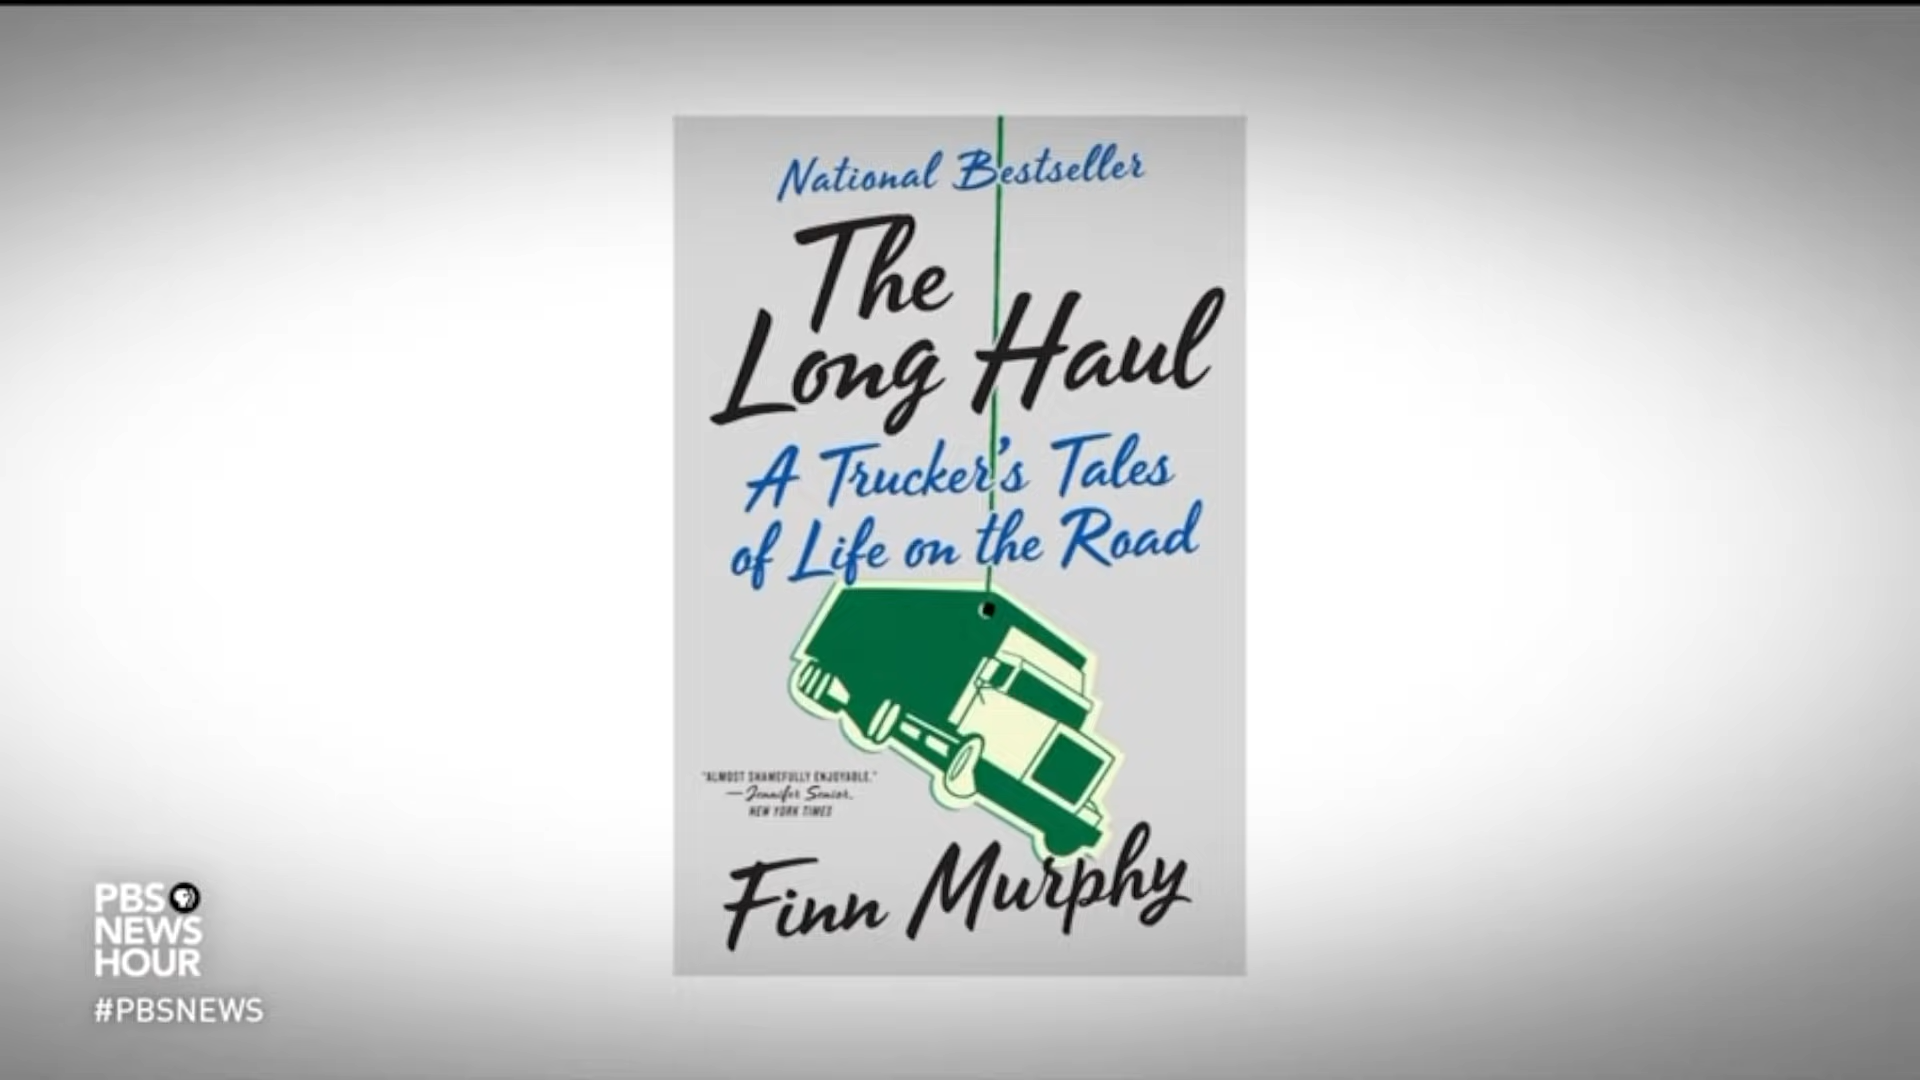 National Bestseller
The
Long Haul
A Trucker's Tales
of Life on the Road
"ALMOST SHAMEFULLY ENJOYABLE."
—Jennifer Senior,
NEW YORK TIMES
Finn Murphy
PBS
NEWS
HOUR
#PBSNEWS